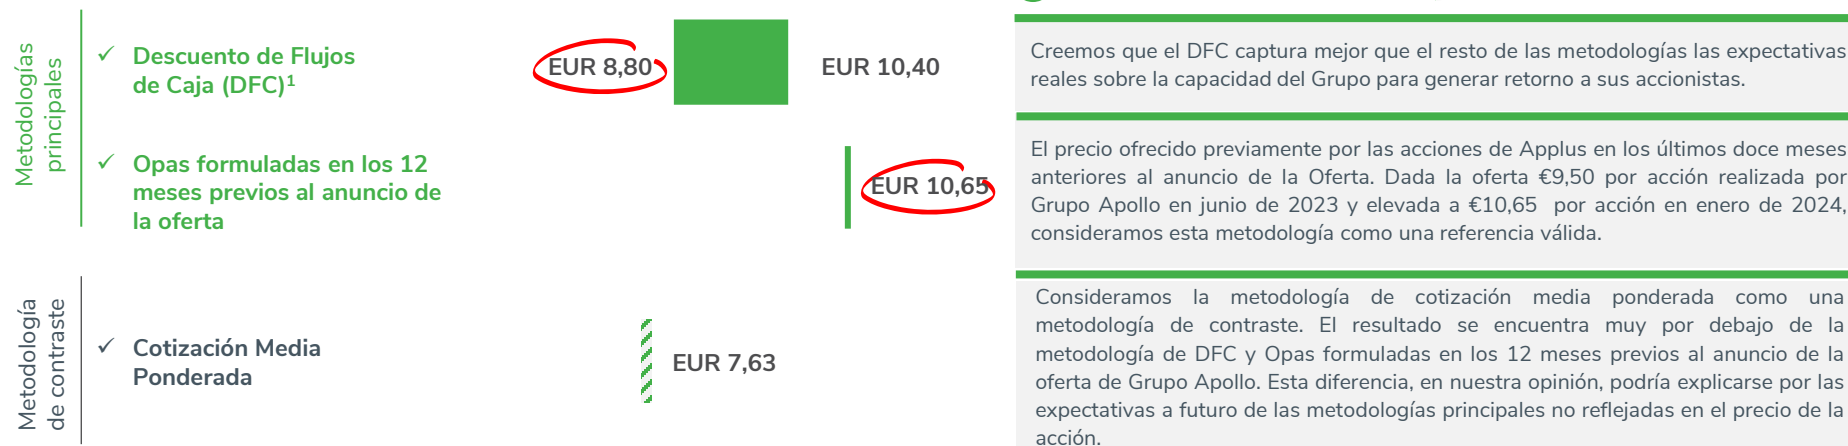 Metodologías
principales
✓ Descuento de Flujos
de Caja (DFC)¹
EUR 8,80
EUR 10,40
Creemos que el DFC captura mejor que el resto de las metodologías las expectativas
reales sobre la capacidad del Grupo para generar retorno a sus accionistas.
✓ Opas formuladas en los 12
meses previos al anuncio de
la oferta
EUR 10,65
El precio ofrecido previamente por las acciones de Applus en los últimos doce meses
anteriores al anuncio de la Oferta. Dada la oferta €9,50 por acción realizada por
Grupo Apollo en junio de 2023 y elevada a €10,65 por acción en enero de 2024,
consideramos esta metodología como una referencia válida.
Metodología
de contraste
✓ Cotización Media
Ponderada
EUR 7,63
Consideramos la metodología de cotización media ponderada como una
metodología de contraste. El resultado se encuentra muy por debajo de la
metodología de DFC y Opas formuladas en los 12 meses previos al anuncio de la
oferta de Grupo Apollo. Esta diferencia, en nuestra opinión, podría explicarse por las
expectativas a futuro de las metodologías principales no reflejadas en el precio de la
acción.